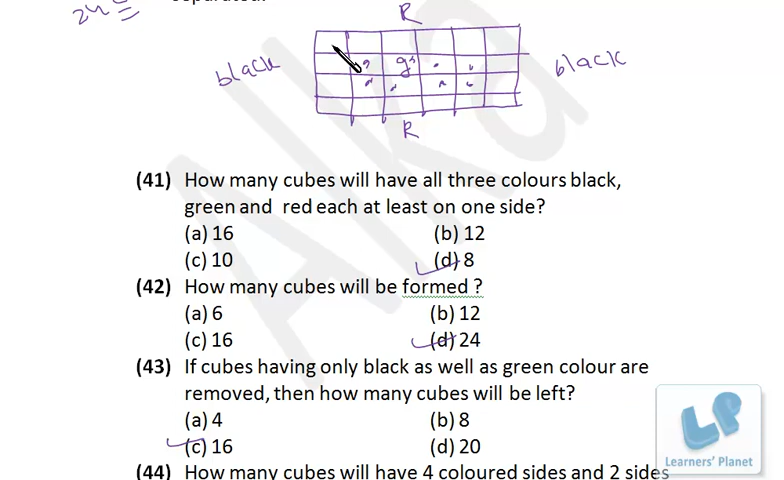 24
separated.
R
black
gs
black
R
(41) How many cubes will have all three colours black,
green and red each at least on one side?
(a) 16 (b) 12
(c) 10 (d) 8
(42) How many cubes will be formed ?
(a) 6 (b) 12
(c) 16 (d) 24
(43) If cubes having only black as well as green colour are
removed, then how many cubes will be left?
(a) 4 (b) 8
(c) 16 (d) 20
LP
Learners' Planet
(44) How many cubes will have 4 coloured sides and 2 sides
Alka